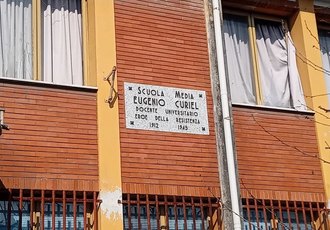 SCUOLA MEDIA
EUGENIO CURIEL
DOCENTE UNIVERSITARIO
EROE DELLA RESISTENZA
1912 1945